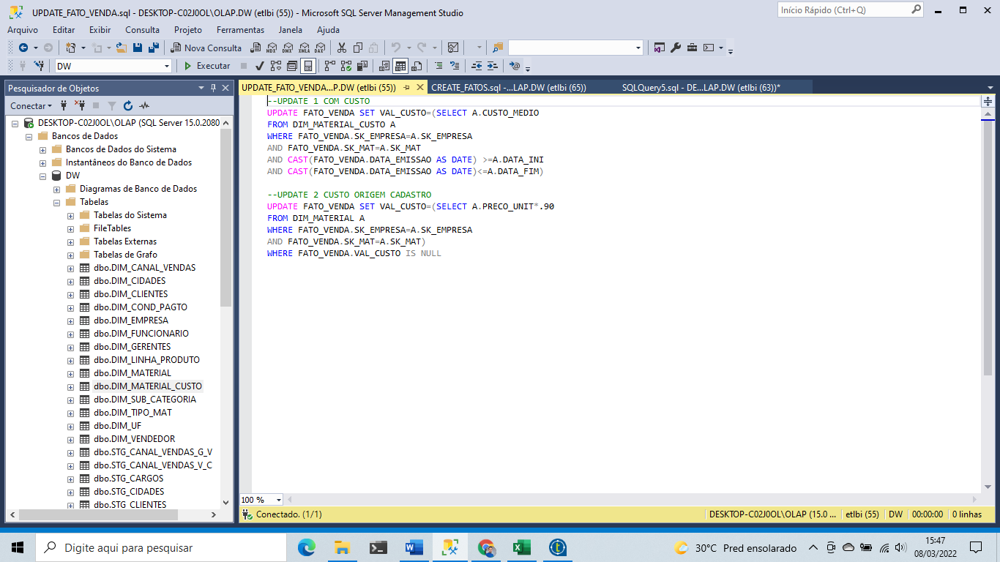 UPDATE_FATO_VENDA.sql - DESKTOP-C02J0OL\OLAP.DW (etlbi (55)) - Microsoft SQL Server Management Studio
Início Rápido (Ctrl+Q)
Arquivo Editar Exibir Consulta Projeto Ferramentas Janela Ajuda
Nova Consulta
MDX DMX XMLA DAX
DW
Executar
Pesquisador de Objetos
Conectar
DESKTOP-C02J0OL\OLAP (SQL Server 15.0.2080
Bancos de Dados
Bancos de Dados do Sistema
Instantâneos do Banco de Dados
DW
Diagramas de Banco de Dados
Tabelas
Tabelas do Sistema
FileTables
Tabelas Externas
Tabelas de Grafo
dbo.DIM_CANAL_VENDAS
dbo.DIM_CIDADES
dbo.DIM_CLIENTES
dbo.DIM_COND_PAGTO
dbo.DIM_EMPRESA
dbo.DIM_FUNCIONARIO
dbo.DIM_GERENTES
dbo.DIM_LINHA_PRODUTO
dbo.DIM_MATERIAL
dbo.DIM_MATERIAL_CUSTO
dbo.DIM_SUB_CATEGORIA
dbo.DIM_TIPO_MAT
dbo.DIM_UF
dbo.DIM_VENDEDOR
dbo.STG_CANAL_VENDAS_G_V
dbo.STG_CANAL_VENDAS_V_C
dbo.STG_CARGOS
dbo.STG_CIDADES
dbo.STG_CLIENTES
UPDATE_FATO_VENDA...P.DW (etlbi (55))
CREATE_FATOS.sql -...LAP.DW (etlbi (65))
SQLQuery5.sql - DE...LAP.DW (etlbi (63))*
--UPDATE 1 COM CUSTO
UPDATE FATO_VENDA SET VAL_CUSTO=(SELECT A.CUSTO_MEDIO
FROM DIM_MATERIAL_CUSTO A
WHERE FATO_VENDA.SK_EMPRESA=A.SK_EMPRESA
AND FATO_VENDA.SK_MAT=A.SK_MAT
AND CAST(FATO_VENDA.DATA_EMISSAO AS DATE) >=A.DATA_INI
AND CAST(FATO_VENDA.DATA_EMISSAO AS DATE)<=A.DATA_FIM)
--UPDATE 2 CUSTO ORIGEM CADASTRO
UPDATE FATO_VENDA SET VAL_CUSTO=(SELECT A.PRECO_UNIT*.90
FROM DIM_MATERIAL A
WHERE FATO_VENDA.SK_EMPRESA=A.SK_EMPRESA
AND FATO_VENDA.SK_MAT=A.SK_MAT)
WHERE FATO_VENDA.VAL_CUSTO IS NULL
100 %
Conectado. (1/1)
DESKTOP-C02J0OL\OLAP (15.0 ... etlbi (55) DW 00:00:00 0 linhas
Digite aqui para pesquisar
30°C Pred ensolarado
15:47
08/03/2022